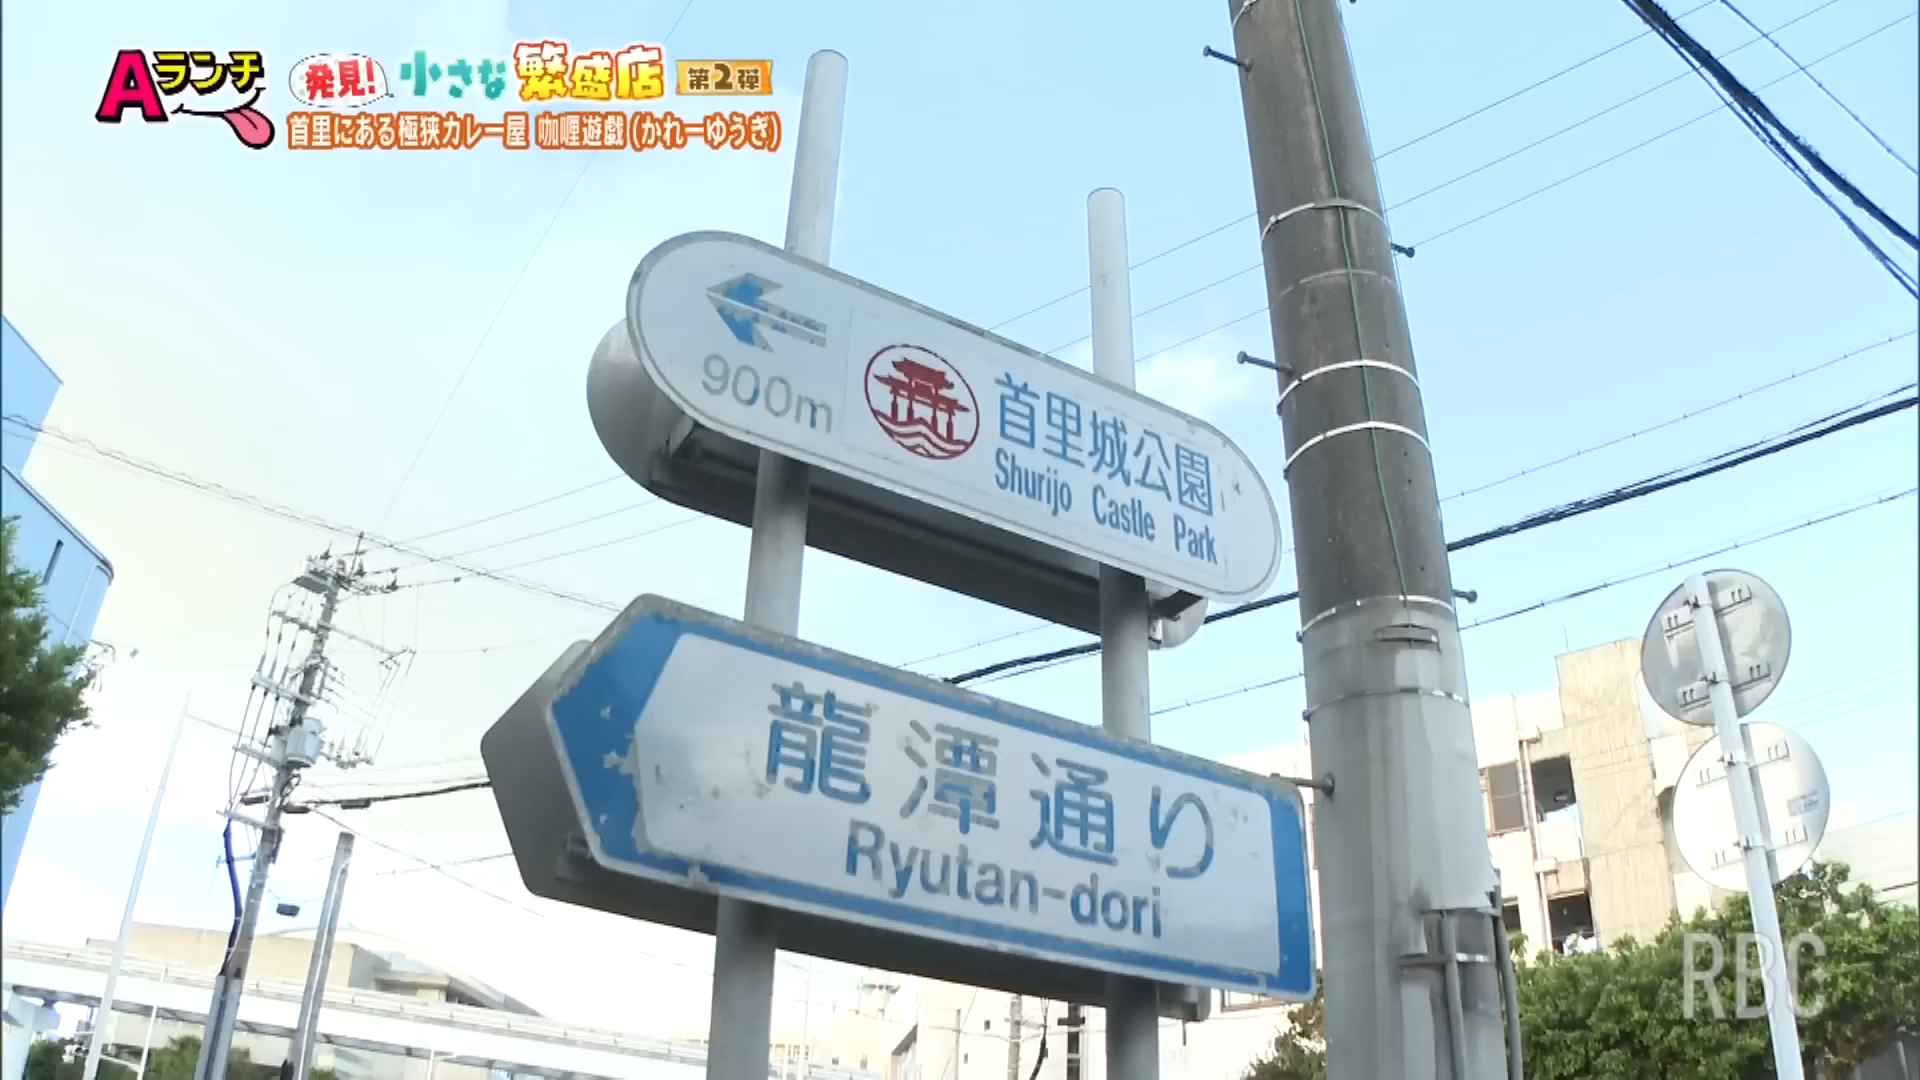 Aランチ
発見! 小さな繁盛店 第2弾
首里にある極狭カレー屋 咖喱遊戯(かれーゆうぎ)
900m
首里城公園
Shurijo Castle Park
龍潭通り
Ryutan-dori
RBC